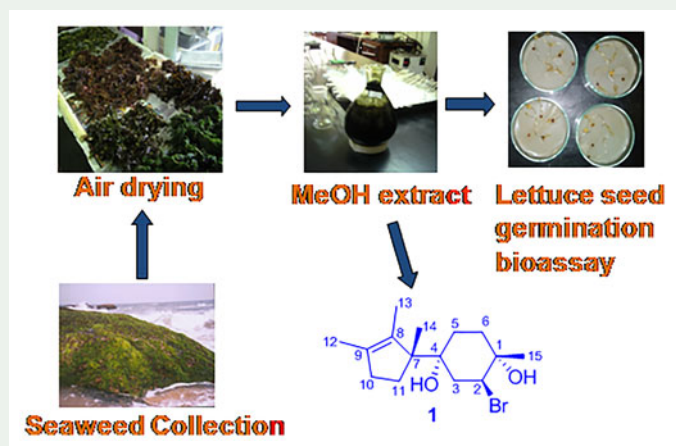 Air drying
MeOH extract
Lettuce seed
germination
bioassay
Seaweed Collection
13
12
9
8
14
5
6
10
11
7
4
1
15
HO
3
2
OH
Br
1